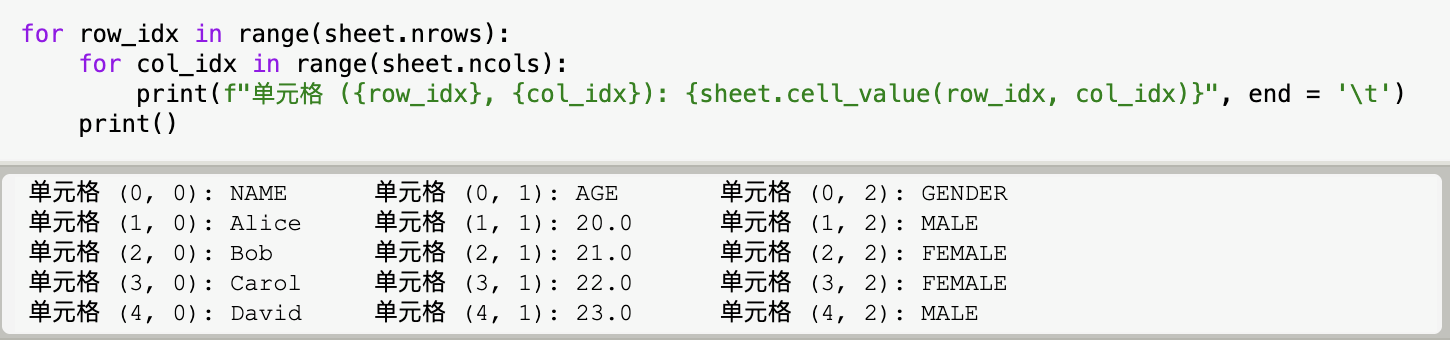 for row_idx in range(sheet.nrows):
    for col_idx in range(sheet.ncols):
        print(f"单元格 ({row_idx}, {col_idx}): {sheet.cell_value(row_idx, col_idx)}", end = '\t')
    print()
单元格 (0, 0): NAME	单元格 (0, 1): AGE	单元格 (0, 2): GENDER
单元格 (1, 0): Alice	单元格 (1, 1): 20.0	单元格 (1, 2): MALE
单元格 (2, 0): Bob	单元格 (2, 1): 21.0	单元格 (2, 2): FEMALE
单元格 (3, 0): Carol	单元格 (3, 1): 22.0	单元格 (3, 2): FEMALE
单元格 (4, 0): David	单元格 (4, 1): 23.0	单元格 (4, 2): MALE